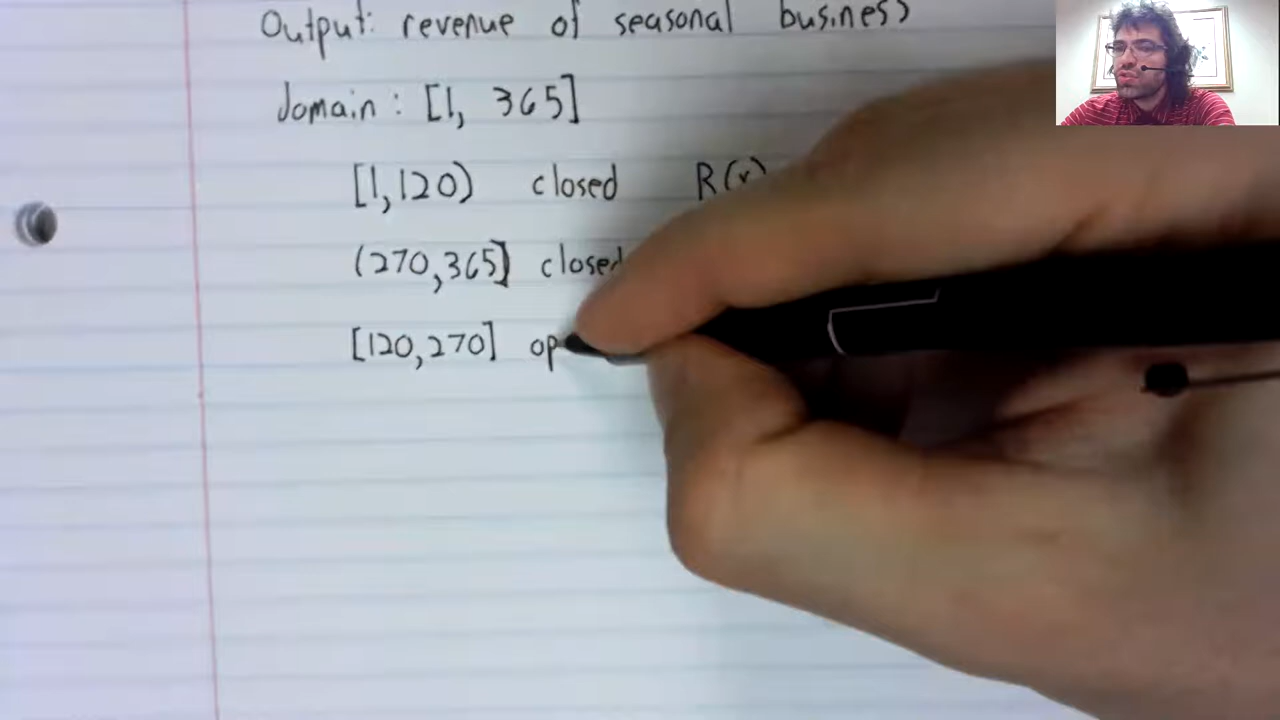 Output: revenue of seasonal business
domain: [1, 365]
[1,120) closed R(x)
(270,365] closed
[120,270] op